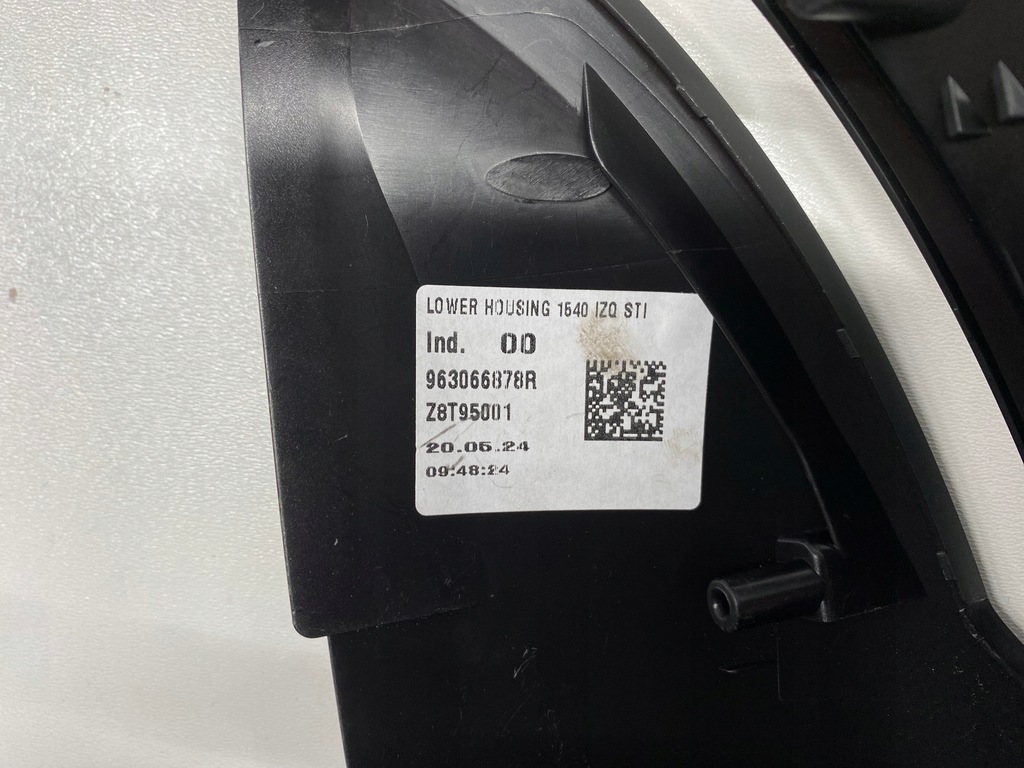 LOWER HOUSING 1540 IZQ STI
Ind. 00
963066878R
Z8T95001
20.05.24
09:48:24